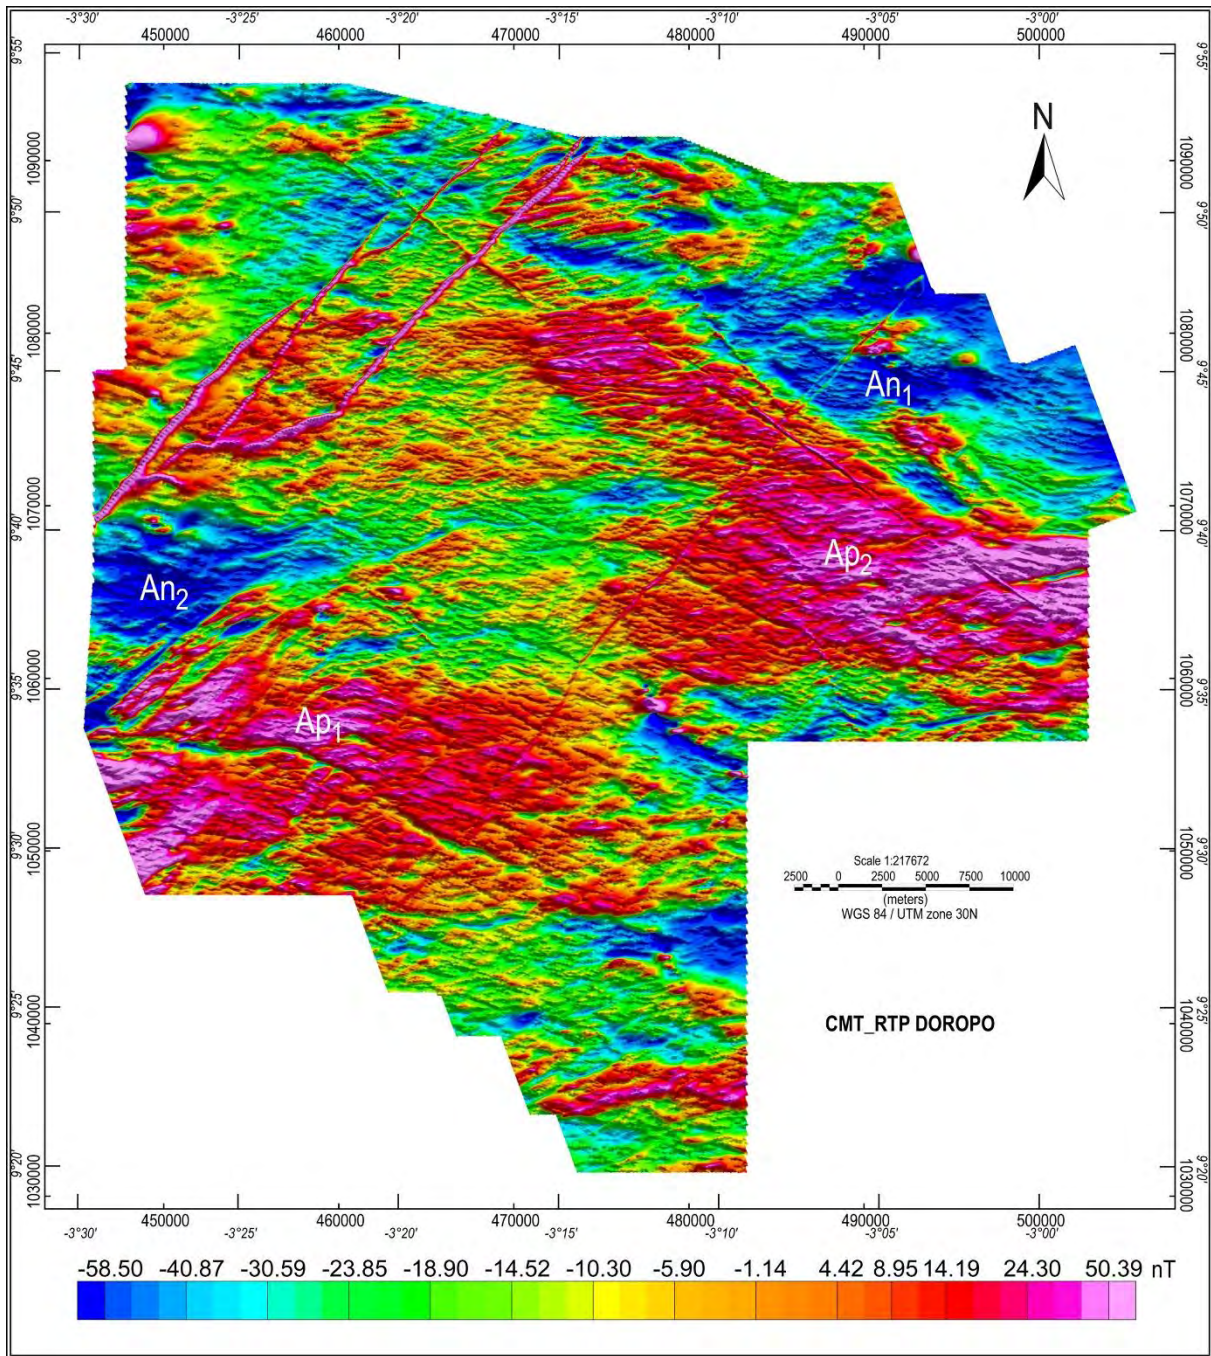 -3°30' -3°25' -3°20' -3°15' -3°10' -3°05' -3°00'
450000 460000 470000 480000 490000 500000
9°55' 9°55'
N
1090000 1090000
9°50' 9°50'
1080000 1080000
9°45' 9°45'
An1
1070000 1070000
9°40' 9°40'
Ap2
An2
9°35' 9°35'
1060000 1060000
Ap1
9°30' 9°30'
1050000 1050000
Scale 1:217672
2500 0 2500 5000 7500 10000
(meters)
WGS 84 / UTM zone 30N
9°25' 9°25'
1040000 1040000
CMT_RTP DOROPO
9°20' 9°20'
1030000 1030000
450000 460000 470000 480000 490000 500000
-3°30' -3°25' -3°20' -3°15' -3°10' -3°05' -3°00'
-58.50 -40.87 -30.59 -23.85 -18.90 -14.52 -10.30 -5.90 -1.14 4.42 8.95 14.19 24.30 50.39 nT